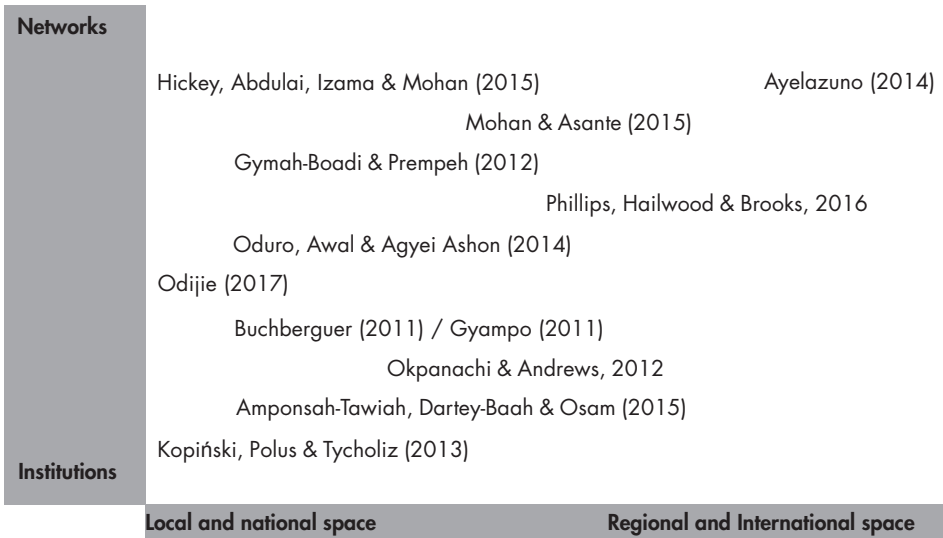 Networks
Hickey, Abdulai, Izama & Mohan (2015) Ayelazuno (2014)
Mohan & Asante (2015)
Gymah-Boadi & Prempeh (2012)
Phillips, Hailwood & Brooks, 2016
Oduro, Awal & Agyei Ashon (2014)
Odijie (2017)
Buchberguer (2011) / Gyampo (2011)
Okpanachi & Andrews, 2012
Amponsah-Tawiah, Dartey-Baah & Osam (2015)
Kopiński, Polus & Tycholiz (2013)
Institutions
Local and national space Regional and International space